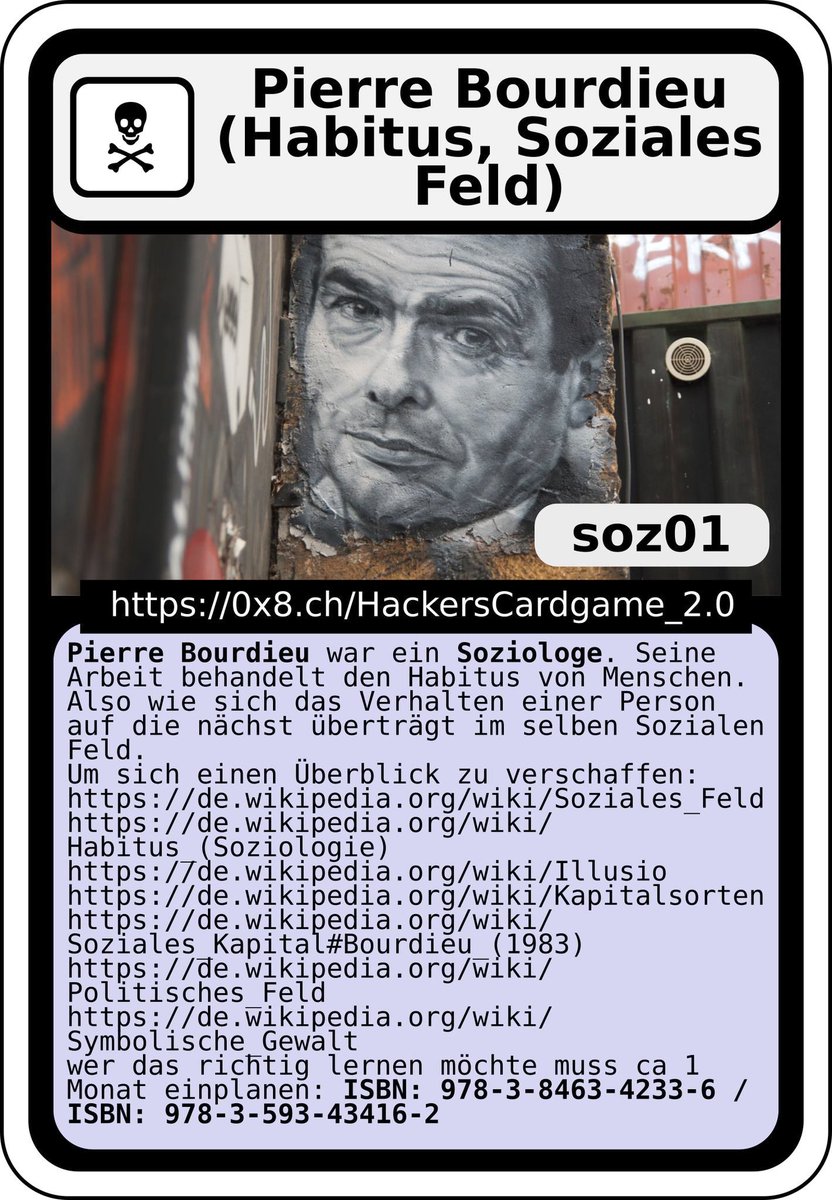 Pierre Bourdieu
(Habitus, Soziales
Feld)
soz01
https://0x8.ch/HackersCardgame_2.0
Pierre Bourdieu war ein Soziologe. Seine
Arbeit behandelt den Habitus von Menschen.
Also wie sich das Verhalten einer Person
auf die nächst überträgt im selben Sozialen
Feld.
Um sich einen Überblick zu verschaffen:
https://de.wikipedia.org/wiki/Soziales_Feld
https://de.wikipedia.org/wiki/
Habitus_(Soziologie)
https://de.wikipedia.org/wiki/Illusio
https://de.wikipedia.org/wiki/Kapitalsorten
https://de.wikipedia.org/wiki/
Soziales_Kapital#Bourdieu_(1983)
https://de.wikipedia.org/wiki/
Politisches_Feld
https://de.wikipedia.org/wiki/
Symbolische_Gewalt
wer das richtig lernen möchte muss ca 1
Monat einplanen: ISBN: 978-3-8463-4233-6 /
ISBN: 978-3-593-43416-2